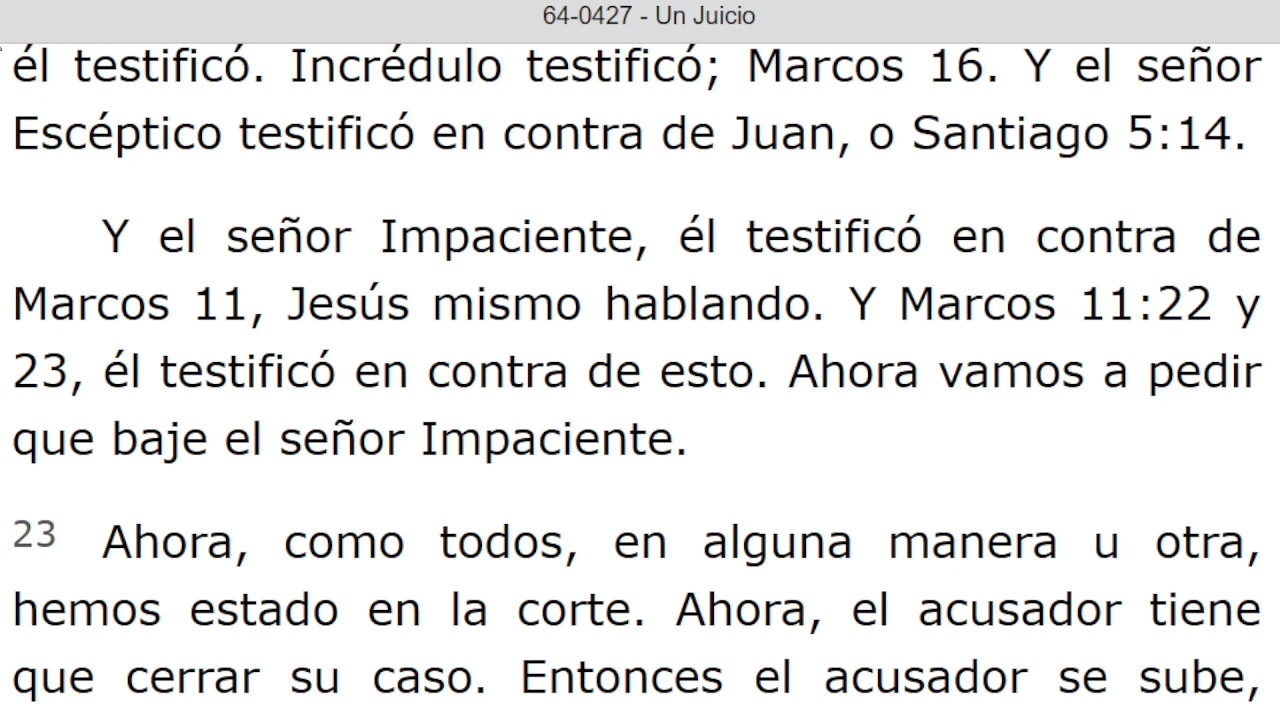 64-0427 - Un Juicio
él testificó. Incrédulo testificó; Marcos 16. Y el señor
Escéptico testificó en contra de Juan, o Santiago 5:14.
Y el señor Impaciente, él testificó en contra de
Marcos 11, Jesús mismo hablando. Y Marcos 11:22 y
23, él testificó en contra de esto. Ahora vamos a pedir
que baje el señor Impaciente.
23 Ahora, como todos, en alguna manera u otra,
hemos estado en la corte. Ahora, el acusador tiene
que cerrar su caso. Entonces el acusador se sube,